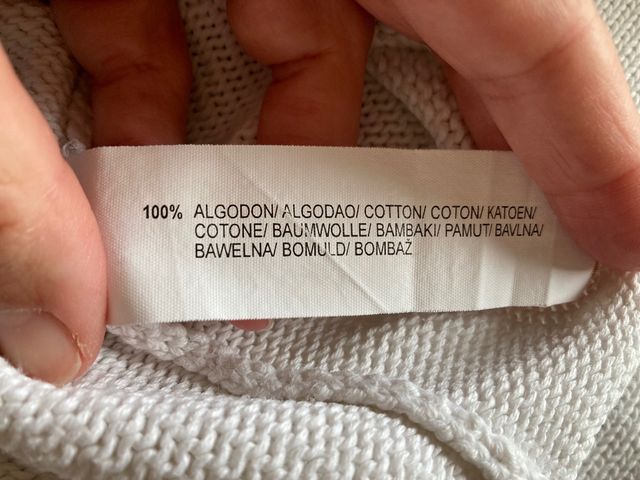 100% ALGODON/ ALGODAO/ COTTON/ COTON/ KATOEN/
COTONE/ BAUMWOLLE/ BAMBAKI/ PAMUT/ BAVLNA/
BAWELNA/ BOMULD/ BOMBAŽ